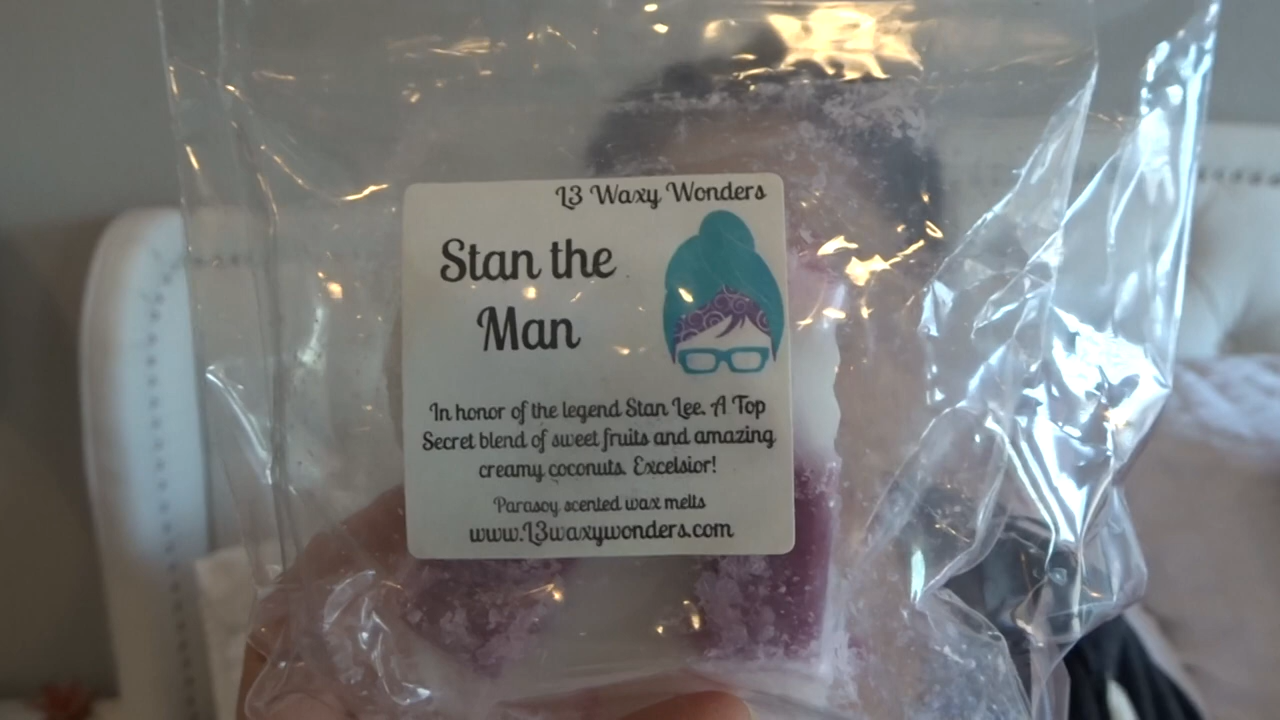 L3 Waxy Wonders
Stan the
Man
In honor of the legend Stan Lee. A Top
Secret blend of sweet fruits and amazing
creamy coconuts. Excelsior!
Parasoy scented wax melts
www.L3waxywonders.com